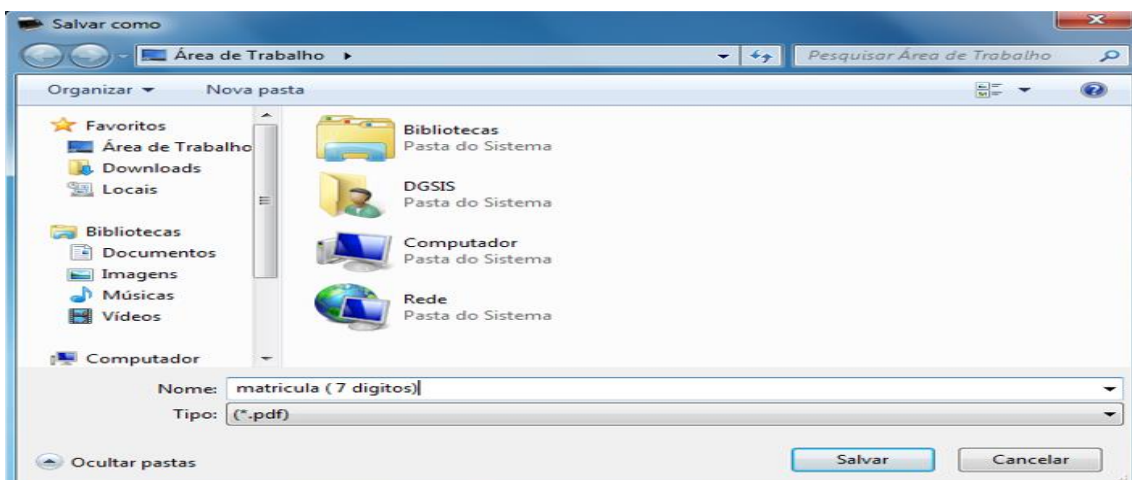 Salvar como
Área de Trabalho
Pesquisar Área de Trabalho
Organizar
Nova pasta
Favoritos
Área de Trabalho
Downloads
Locais
Bibliotecas
Documentos
Imagens
Músicas
Vídeos
Computador
Bibliotecas
Pasta do Sistema
DGSIS
Pasta do Sistema
Computador
Pasta do Sistema
Rede
Pasta do Sistema
Nome: matricula ( 7 digitos)
Tipo: (*.pdf)
Ocultar pastas
Salvar
Cancelar